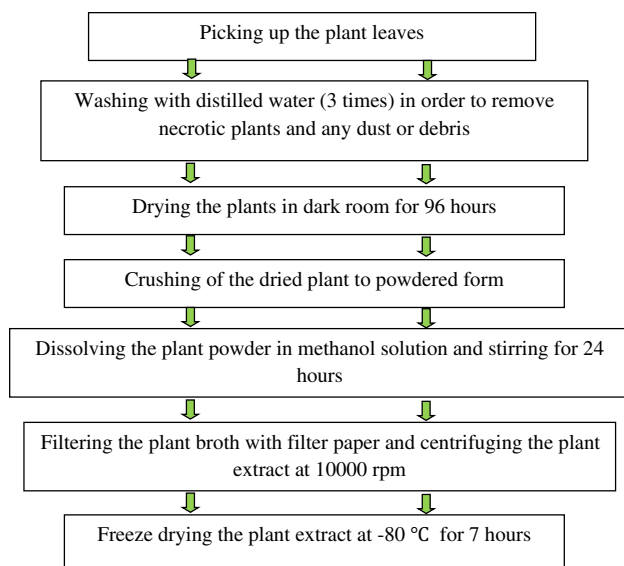 Picking up the plant leaves
Washing with distilled water (3 times) in order to remove
necrotic plants and any dust or debris
Drying the plants in dark room for 96 hours
Crushing of the dried plant to powdered form
Dissolving the plant powder in methanol solution and stirring for 24
hours
Filtering the plant broth with filter paper and centrifuging the plant
extract at 10000 rpm
Freeze drying the plant extract at -80 °C for 7 hours